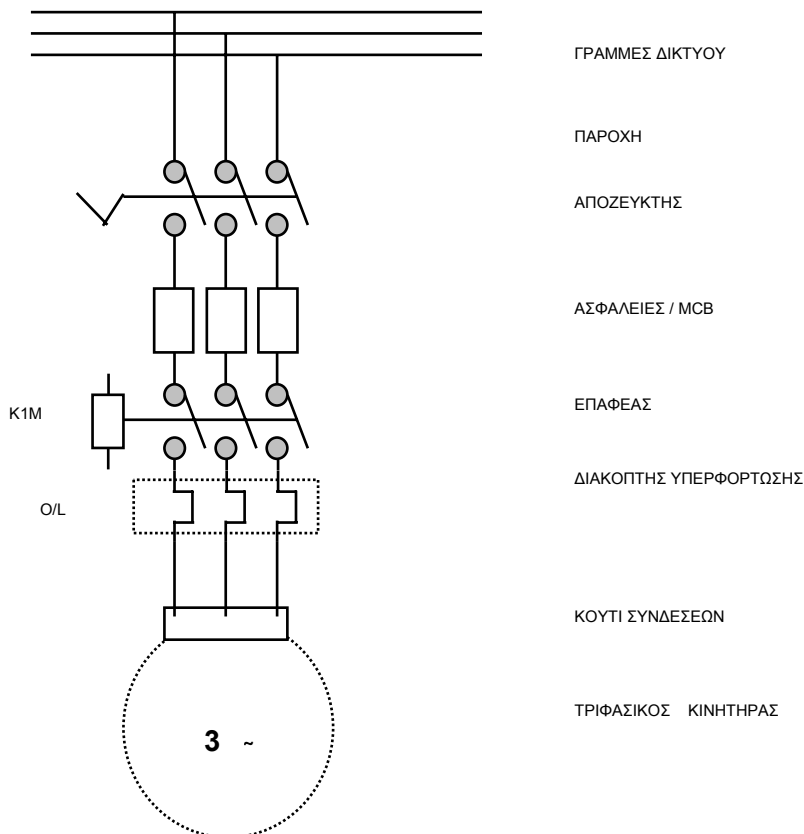 ΓΡΑΜΜΕΣ ΔΙΚΤΥΟΥ
ΠΑΡΟΧΗ
ΑΠΟΖΕΥΚΤΗΣ
ΑΣΦΑΛΕΙΕΣ / MCB
K1M
ΕΠΑΦΕΑΣ
ΔΙΑΚΟΠΤΗΣ ΥΠΕΡΦΟΡΤΩΣΗΣ
O/L
ΚΟΥΤΙ ΣΥΝΔΕΣΕΩΝ
ΤΡΙΦΑΣΙΚΟΣ ΚΙΝΗΤΗΡΑΣ
3 ~